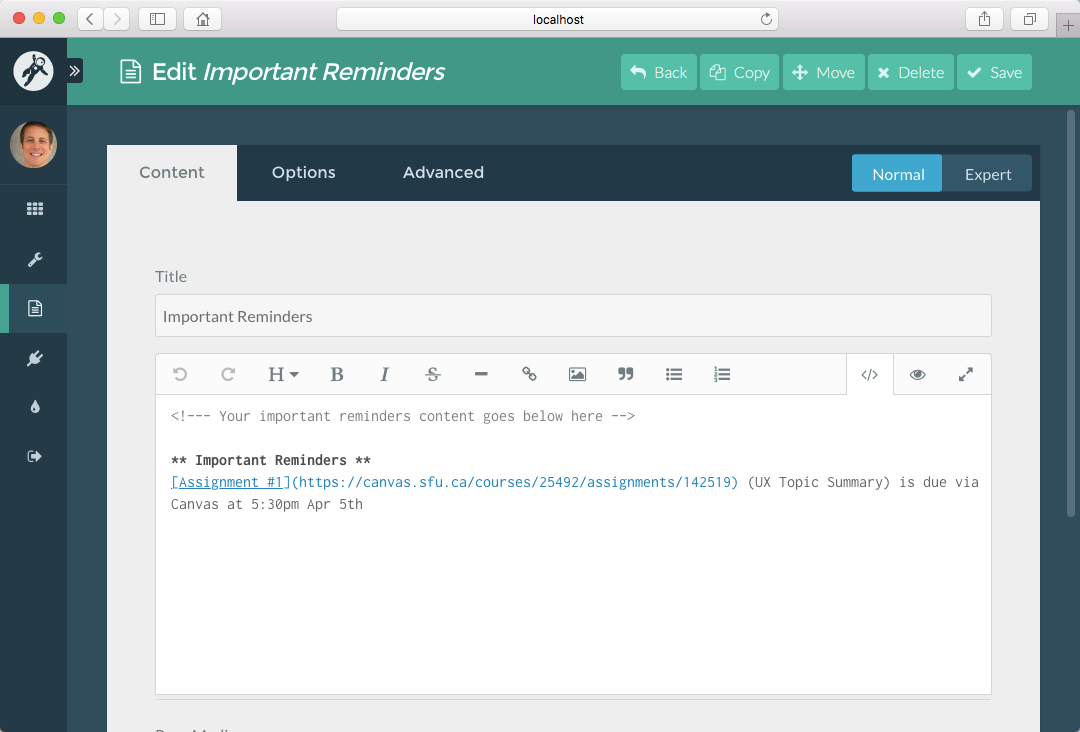 localhost
Edit Important Reminders
Back Copy Move Delete Save
Content Options Advanced Normal Expert
Title
Important Reminders
H B I S
<!--- Your important reminders content goes below here -->
** Important Reminders **
[Assignment #1](https://canvas.sfu.ca/courses/25492/assignments/142519) (UX Topic Summary) is due via
Canvas at 5:30pm Apr 5th